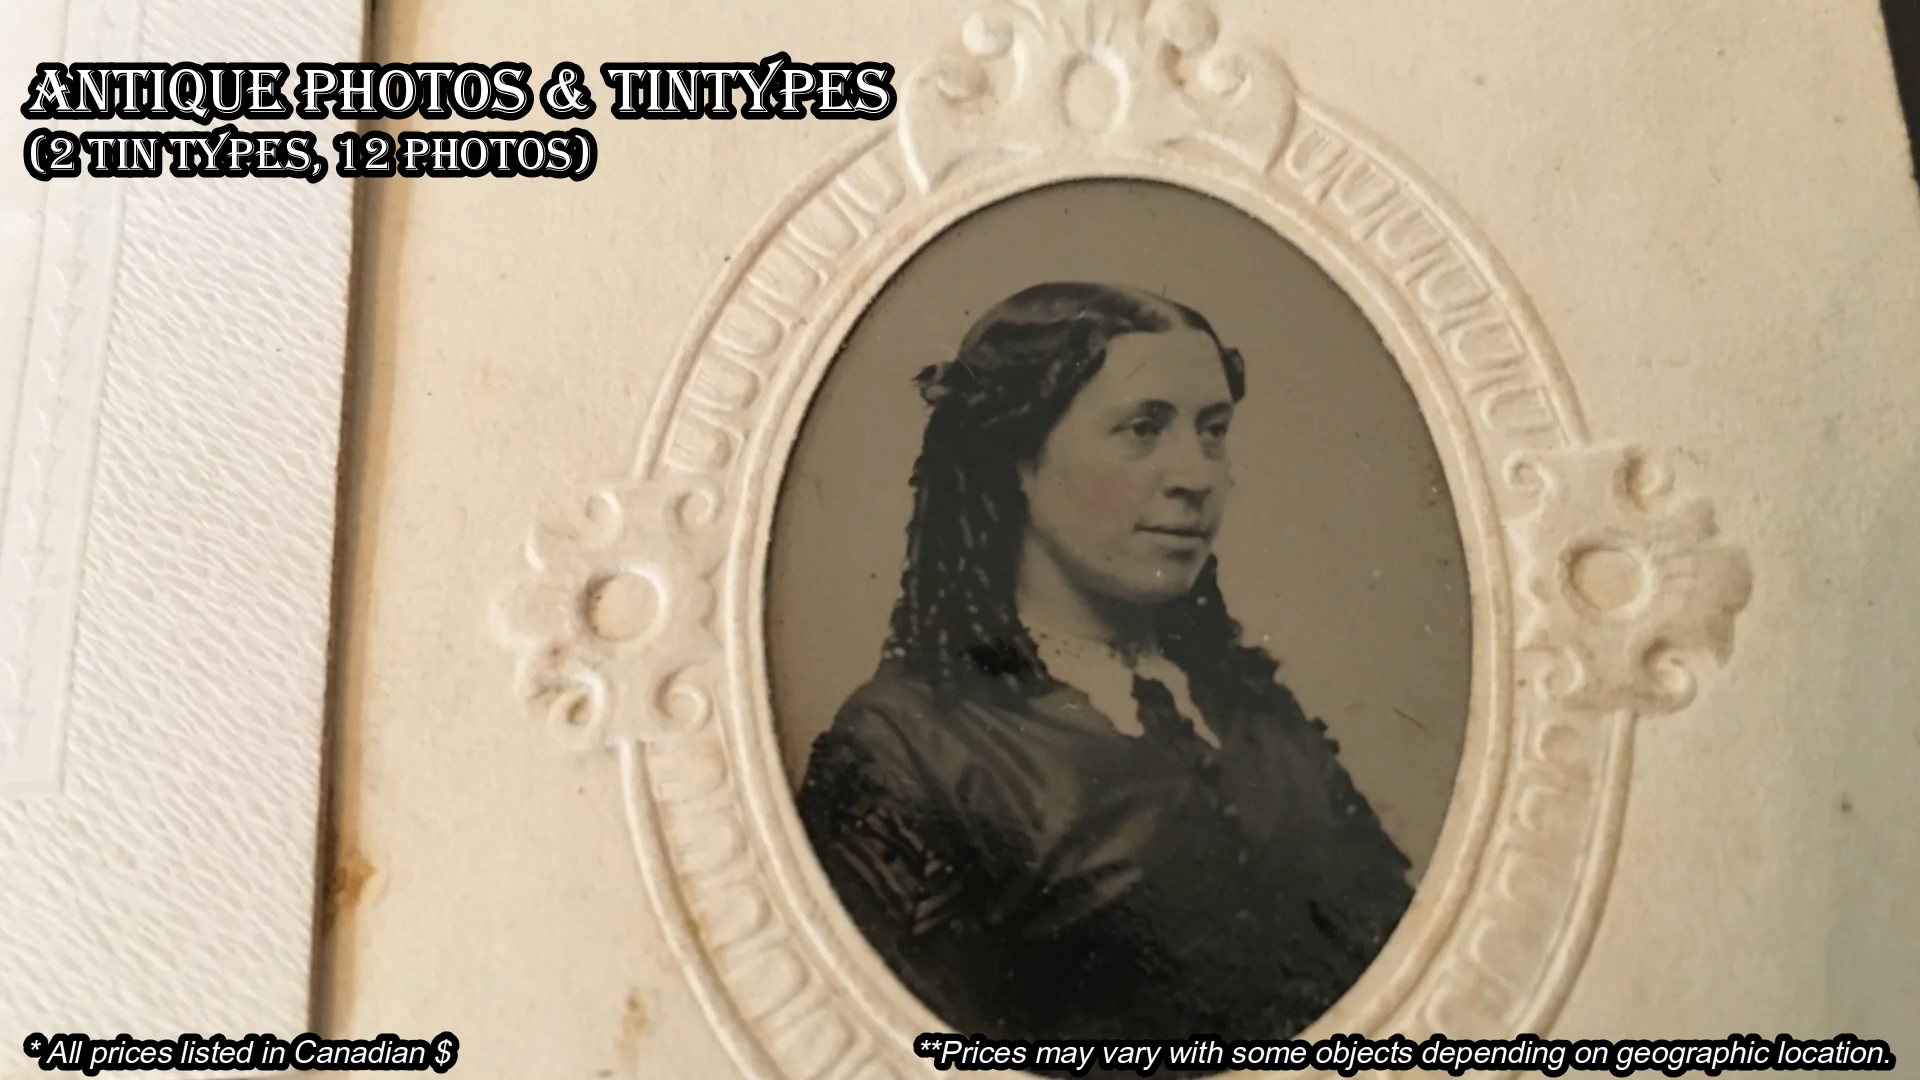 ANTIQUE PHOTOS & TINTYPES
(2 TIN TYPES, 12 PHOTOS)
* All prices listed in Canadian $
**Prices may vary with some objects depending on geographic location.